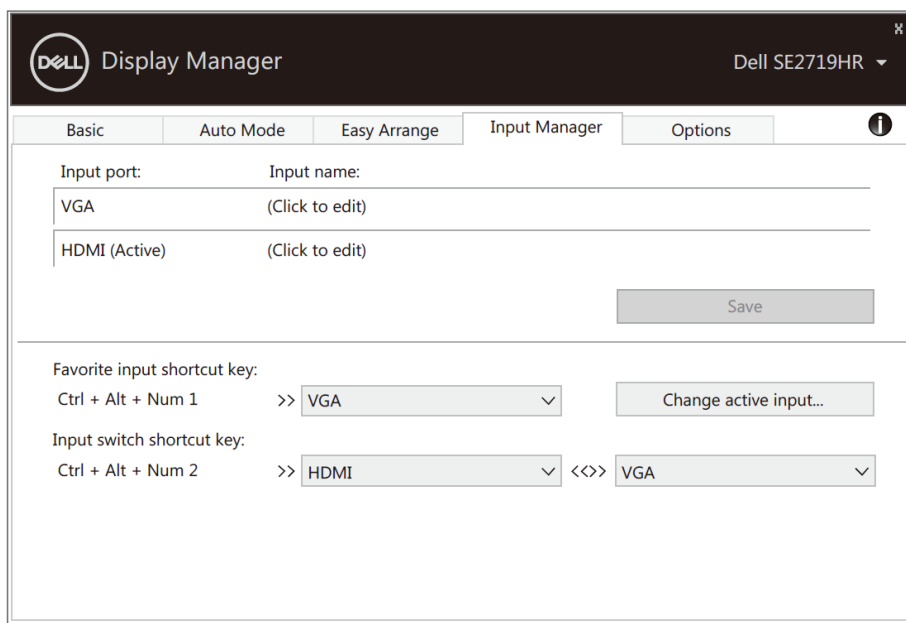 DELL Display Manager
Dell SE2719HR
X
Basic Auto Mode Easy Arrange Input Manager Options i
Input port: Input name:
VGA (Click to edit)
HDMI (Active) (Click to edit)
Save
Favorite input shortcut key:
Ctrl + Alt + Num 1 >> VGA Change active input...
Input switch shortcut key:
Ctrl + Alt + Num 2 >> HDMI <<>> VGA